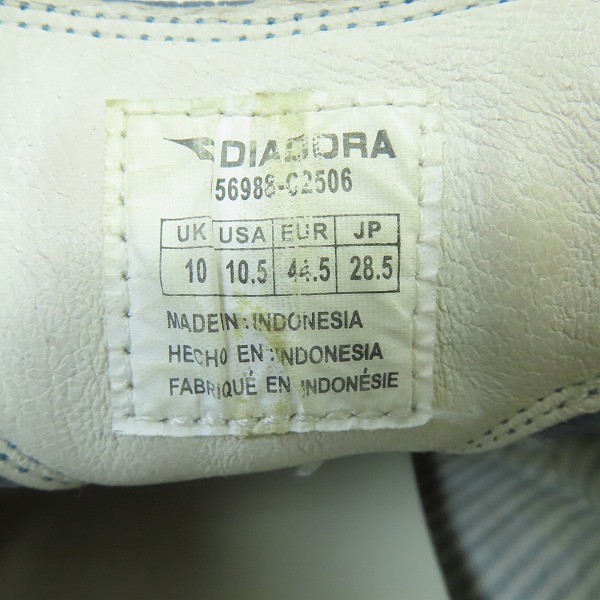 DIADORA
56988-C2506
UK USA EUR JP
10 10.5 44.5 28.5
MADE IN : INDONESIA
HECHO EN : INDONESIA
FABRIQUÉ EN INDONÉSIE